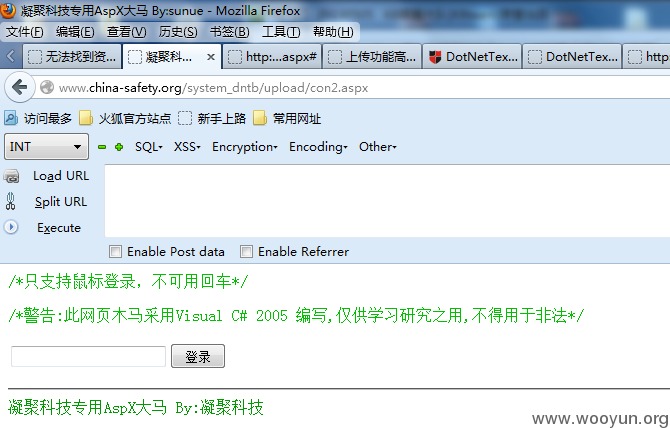 凝聚科技专用AspX大马 By:sunue - Mozilla Firefox
文件(F) 编辑(E) 查看(V) 历史(S) 书签(B) 工具(T) 帮助(H)
无法找到资... 凝聚科... × http:...aspx# 上传功能高... DotNetTex... DotNetTex... http
www.china-safety.org/system_dntb/upload/con2.aspx
访问最多 火狐官方站点 新手上路 常用网址
INT SQL XSS Encryption Encoding Other
Load URL
Split URL
Execute
Enable Post data Enable Referrer
/*只支持鼠标登录，不可用回车*/
/*警告:此网页木马采用Visual C# 2005 编写,仅供学习研究之用,不得用于非法*/
登录
凝聚科技专用AspX大马 By:凝聚科技
www.wooyun.org